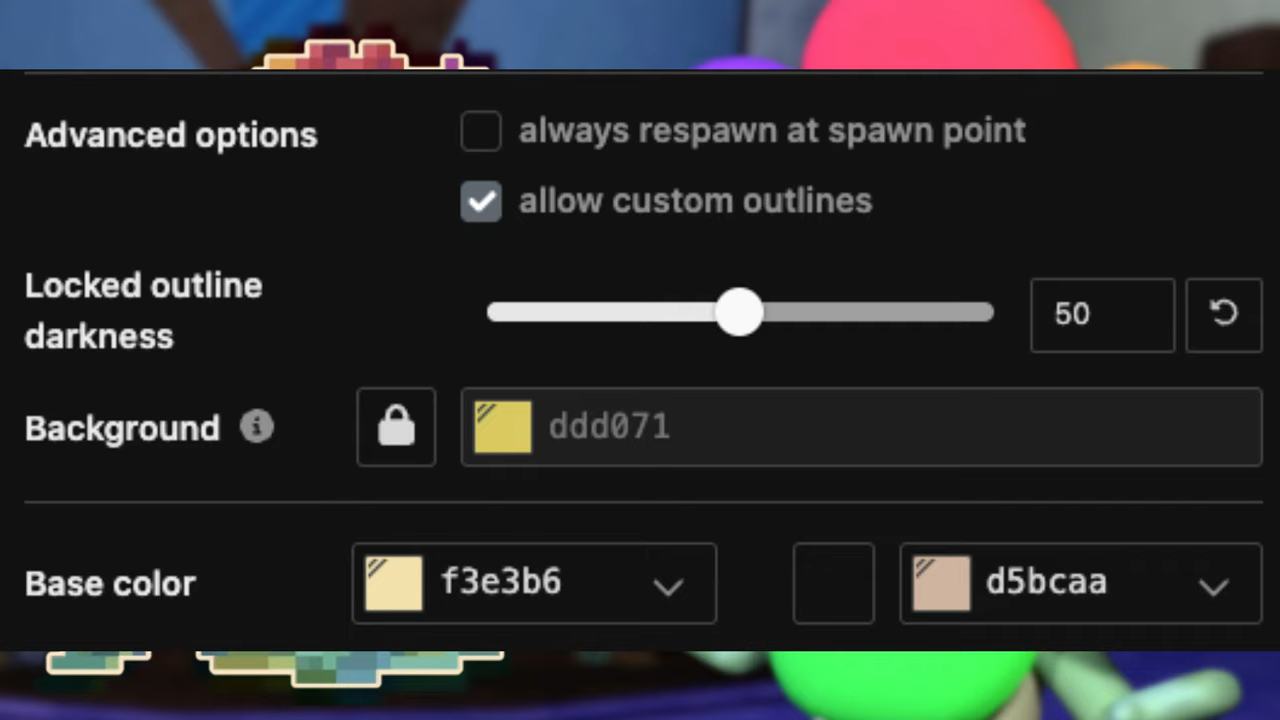 Advanced options
always respawn at spawn point
allow custom outlines
Locked outline
darkness
50
Background
ddd071
Base color
f3e3b6
d5bcaa